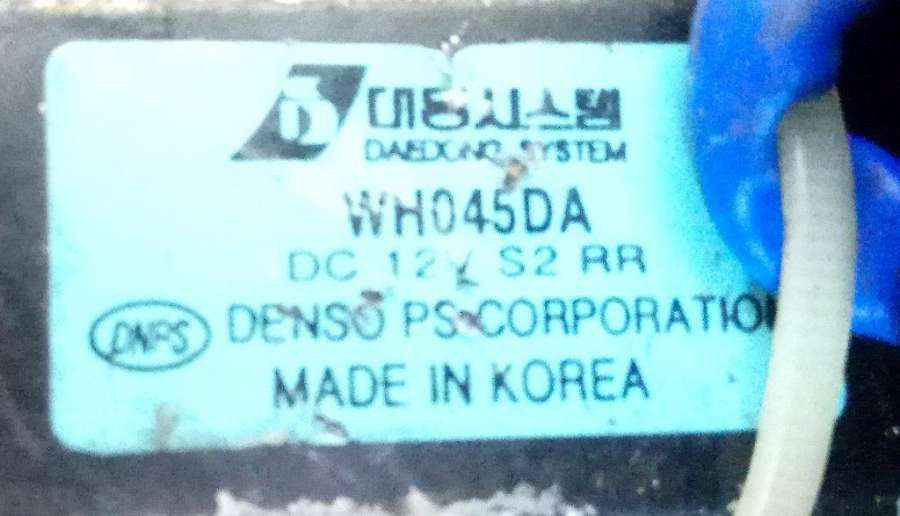 대동시스템
DAEDONG SYSTEM
WH045DA
DC 12V S2 RR
DNPS DENSO PS CORPORATIO
MADE IN KOREA